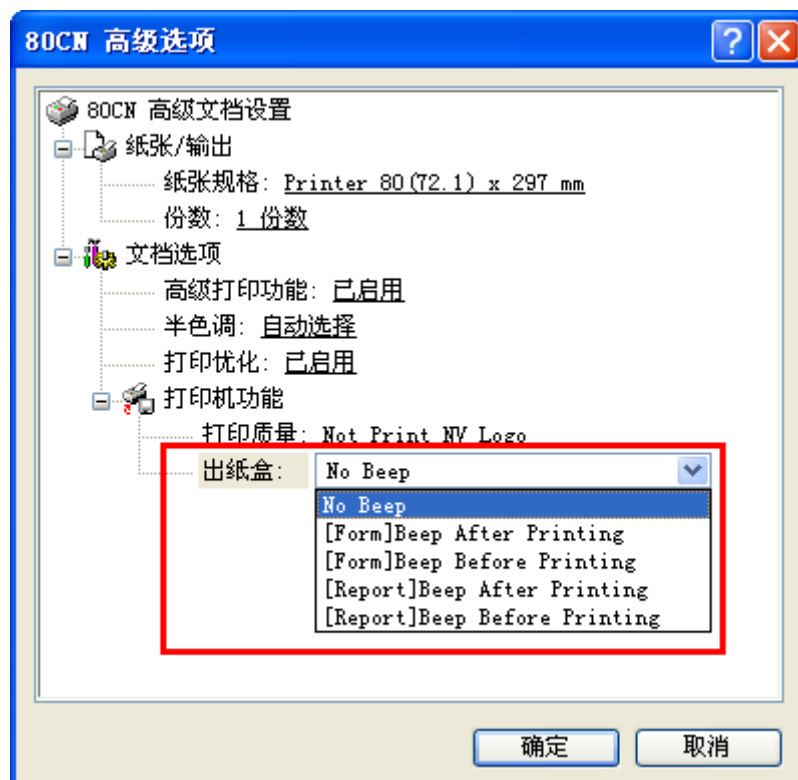 80CN 高级选项
80CN 高级文档设置
纸张/输出
纸张规格: Printer 80(72.1) x 297 mm
份数: 1 份数
文档选项
高级打印功能: 已启用
半色调: 自动选择
打印优化: 已启用
打印机功能
打印质量: Not Print NV Logo
出纸盒: No Beep
No Beep
[Form]Beep After Printing
[Form]Beep Before Printing
[Report]Beep After Printing
[Report]Beep Before Printing
确定 取消